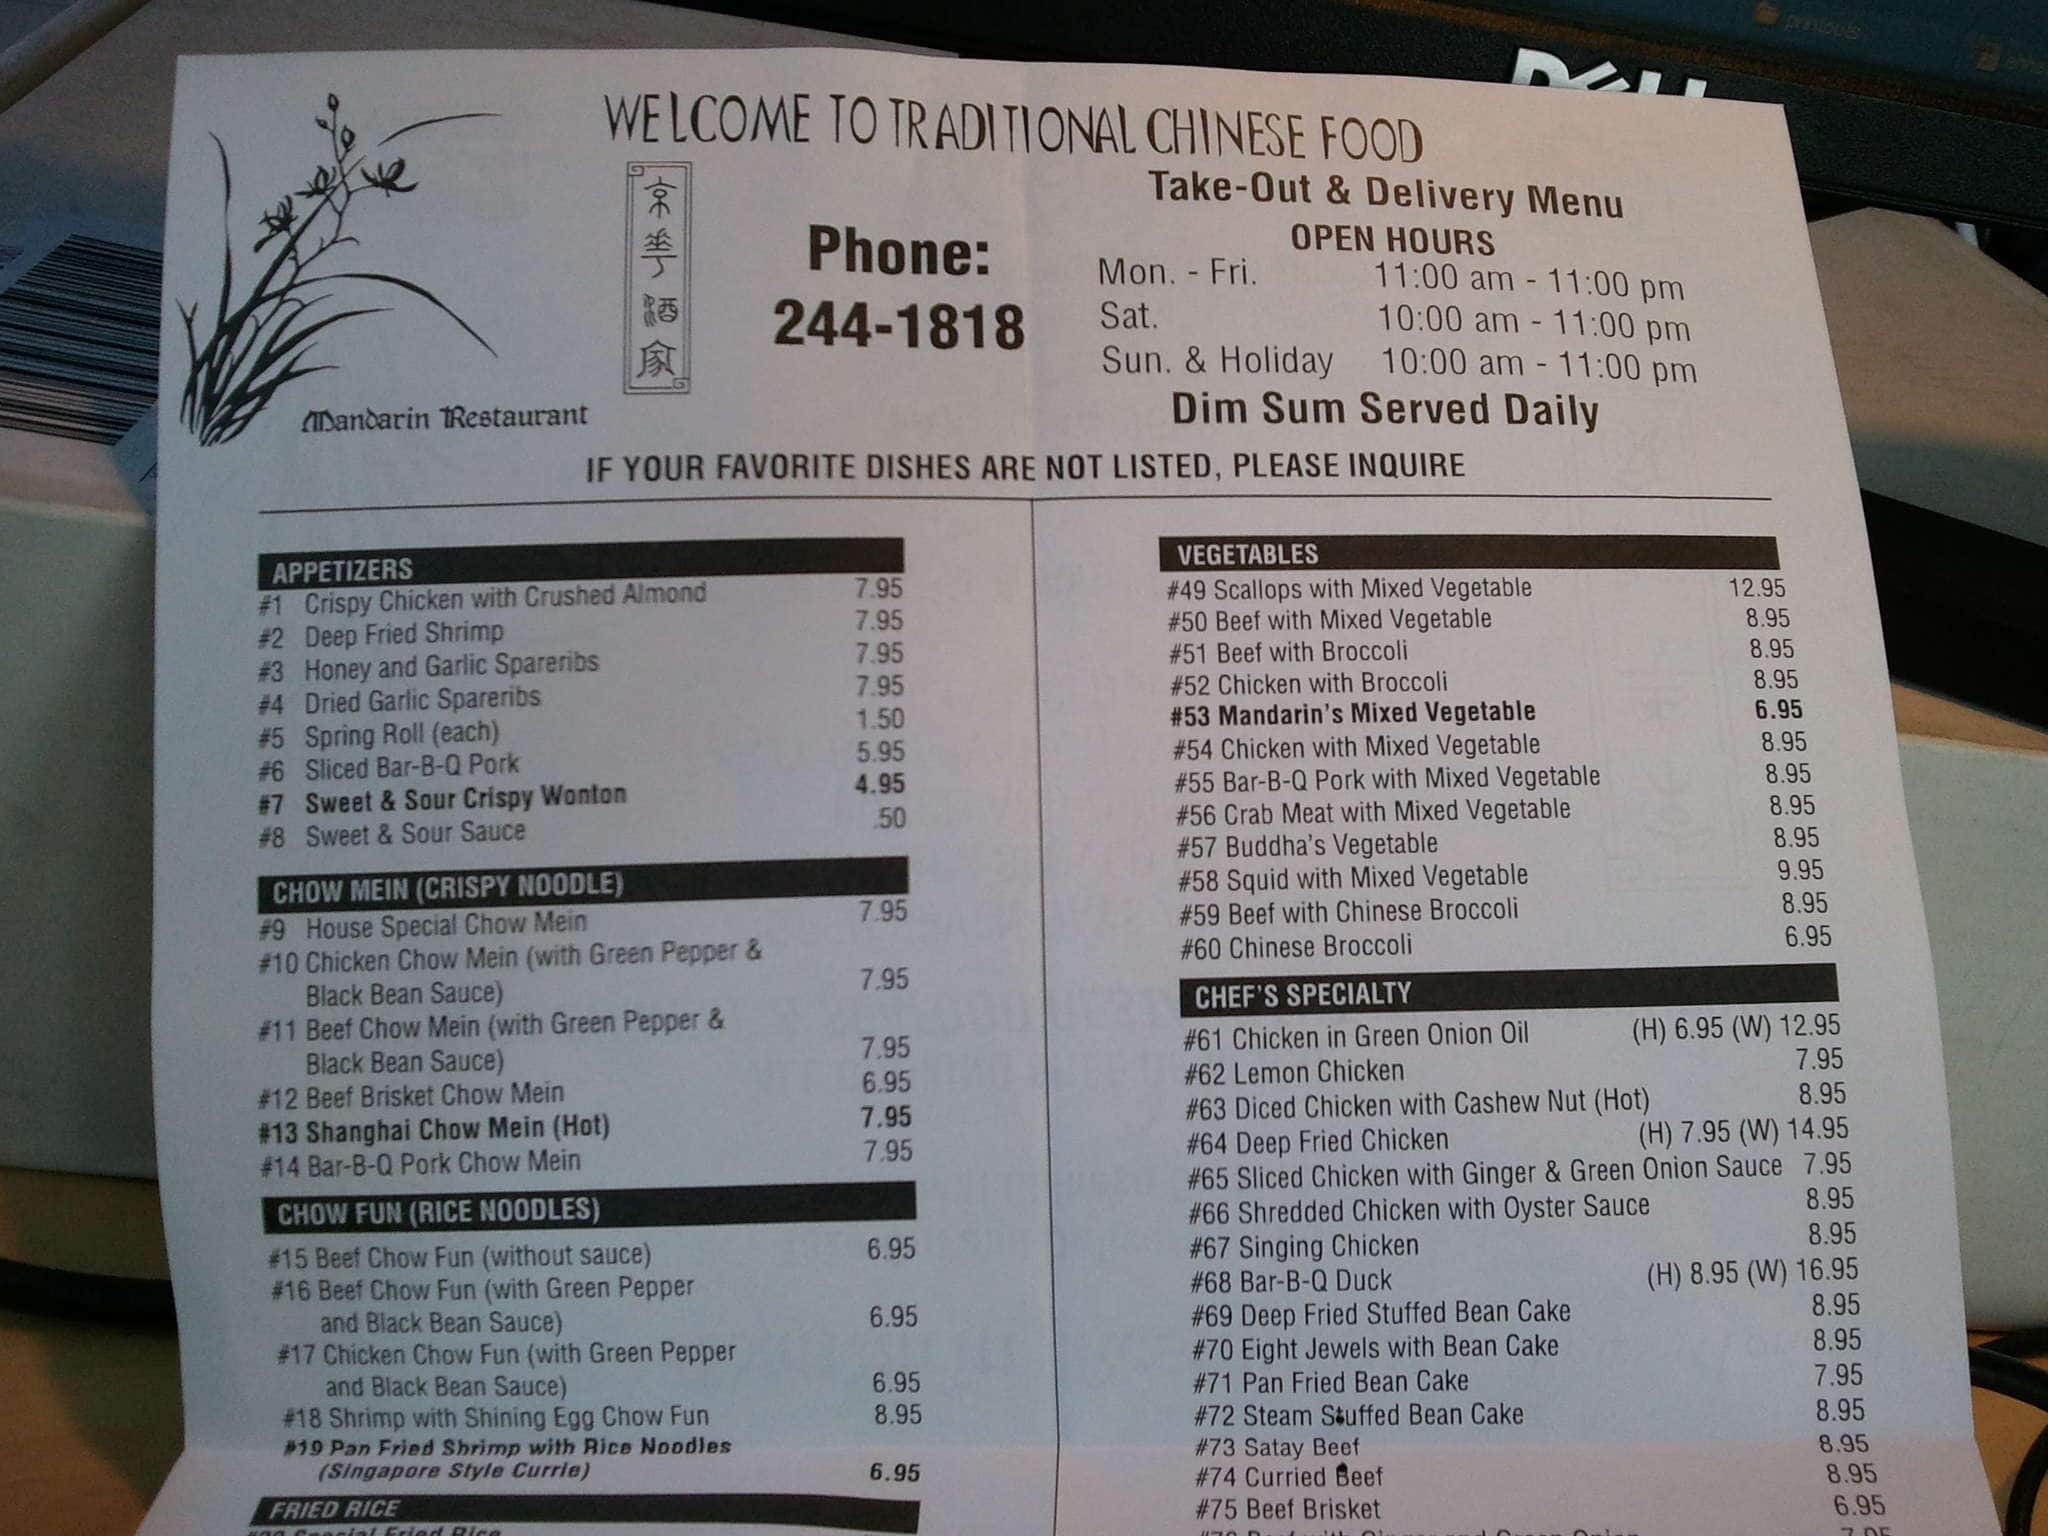 printools
DELL
WELCOME TO TRADITIONAL CHINESE FOOD
京華酒家
Mandarin Restaurant
Phone:
244-1818
Take-Out & Delivery Menu
OPEN HOURS
Mon. - Fri. 11:00 am - 11:00 pm
Sat. 10:00 am - 11:00 pm
Sun. & Holiday 10:00 am - 11:00 pm
Dim Sum Served Daily
IF YOUR FAVORITE DISHES ARE NOT LISTED, PLEASE INQUIRE
APPETIZERS
#1 Crispy Chicken with Crushed Almond 7.95
#2 Deep Fried Shrimp 7.95
#3 Honey and Garlic Spareribs 7.95
#4 Dried Garlic Spareribs 7.95
#5 Spring Roll (each) 1.50
#6 Sliced Bar-B-Q Pork 5.95
#7 Sweet & Sour Crispy Wonton 4.95
#8 Sweet & Sour Sauce .50
CHOW MEIN (CRISPY NOODLE)
#9 House Special Chow Mein 7.95
#10 Chicken Chow Mein (with Green Pepper &
Black Bean Sauce) 7.95
#11 Beef Chow Mein (with Green Pepper &
Black Bean Sauce) 7.95
#12 Beef Brisket Chow Mein 6.95
#13 Shanghai Chow Mein (Hot) 7.95
#14 Bar-B-Q Pork Chow Mein 7.95
CHOW FUN (RICE NOODLES)
#15 Beef Chow Fun (without sauce) 6.95
#16 Beef Chow Fun (with Green Pepper
and Black Bean Sauce) 6.95
#17 Chicken Chow Fun (with Green Pepper
and Black Bean Sauce) 6.95
#18 Shrimp with Shining Egg Chow Fun 8.95
#19 Pan Fried Shrimp with Rice Noodles
(Singapore Style Currie) 6.95
FRIED RICE
Special Fried Rice
VEGETABLES
#49 Scallops with Mixed Vegetable 12.95
#50 Beef with Mixed Vegetable 8.95
#51 Beef with Broccoli 8.95
#52 Chicken with Broccoli 8.95
#53 Mandarin's Mixed Vegetable 6.95
#54 Chicken with Mixed Vegetable 8.95
#55 Bar-B-Q Pork with Mixed Vegetable 8.95
#56 Crab Meat with Mixed Vegetable 8.95
#57 Buddha's Vegetable 8.95
#58 Squid with Mixed Vegetable 9.95
#59 Beef with Chinese Broccoli 8.95
#60 Chinese Broccoli 6.95
CHEF'S SPECIALTY
#61 Chicken in Green Onion Oil (H) 6.95 (W) 12.95
#62 Lemon Chicken 7.95
#63 Diced Chicken with Cashew Nut (Hot) 8.95
#64 Deep Fried Chicken (H) 7.95 (W) 14.95
#65 Sliced Chicken with Ginger & Green Onion Sauce 7.95
#66 Shredded Chicken with Oyster Sauce 8.95
#67 Singing Chicken 8.95
#68 Bar-B-Q Duck (H) 8.95 (W) 16.95
#69 Deep Fried Stuffed Bean Cake 8.95
#70 Eight Jewels with Bean Cake 8.95
#71 Pan Fried Bean Cake 7.95
#72 Steam Stuffed Bean Cake 8.95
#73 Satay Beef 8.95
#74 Curried Beef 8.95
#75 Beef Brisket 6.95
#76 Beef with Ginger and Green Onion 7.95